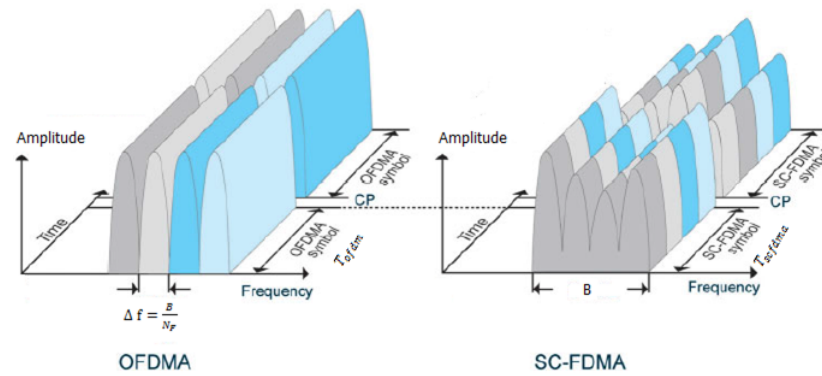 Amplitude
Time
OFDMA
symbol
CP
OFDMA
symbol
T_ofdm
Frequency
Δ f = B/N_F
OFDMA
Amplitude
Time
SC-FDMA
symbol
CP
SC-FDMA
symbol
T_scfdma
B
Frequency
SC-FDMA